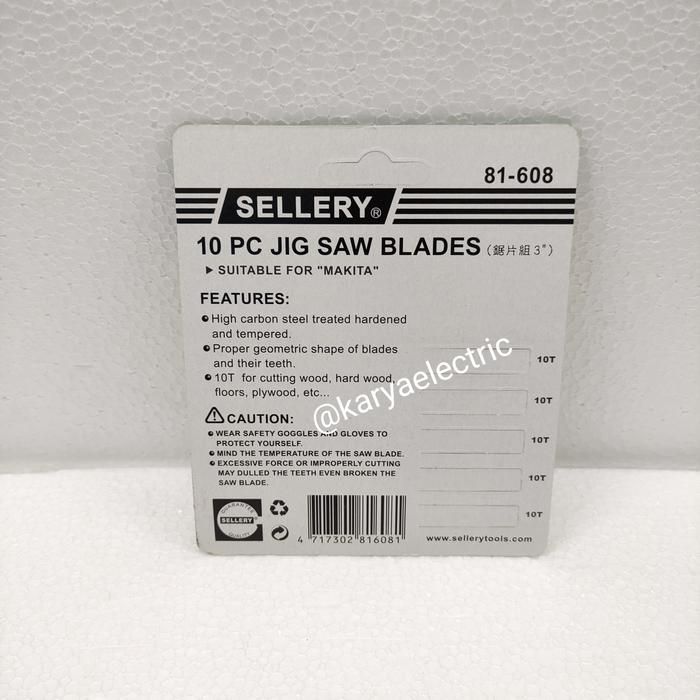 81-608
SELLERY®
10 PC JIG SAW BLADES (鋸片組 3")
▶ SUITABLE FOR "MAKITA"
FEATURES:
High carbon steel treated hardened
and tempered.
Proper geometric shape of blades
and their teeth.
10T for cutting wood, hard wood,
floors, plywood, etc...
CAUTION:
WEAR SAFETY GOGGLES AND GLOVES TO
PROTECT YOURSELF.
MIND THE TEMPERATURE OF THE SAW BLADE.
EXCESSIVE FORCE OR IMPROPERLY CUTTING
MAY DULLED THE TEETH EVEN BROKEN THE
SAW BLADE.
10T
10T
10T
10T
10T
@karyaelectric
GUARANTEE
SELLERY
QUALITY
4 717302 816081
www.sellerytools.com